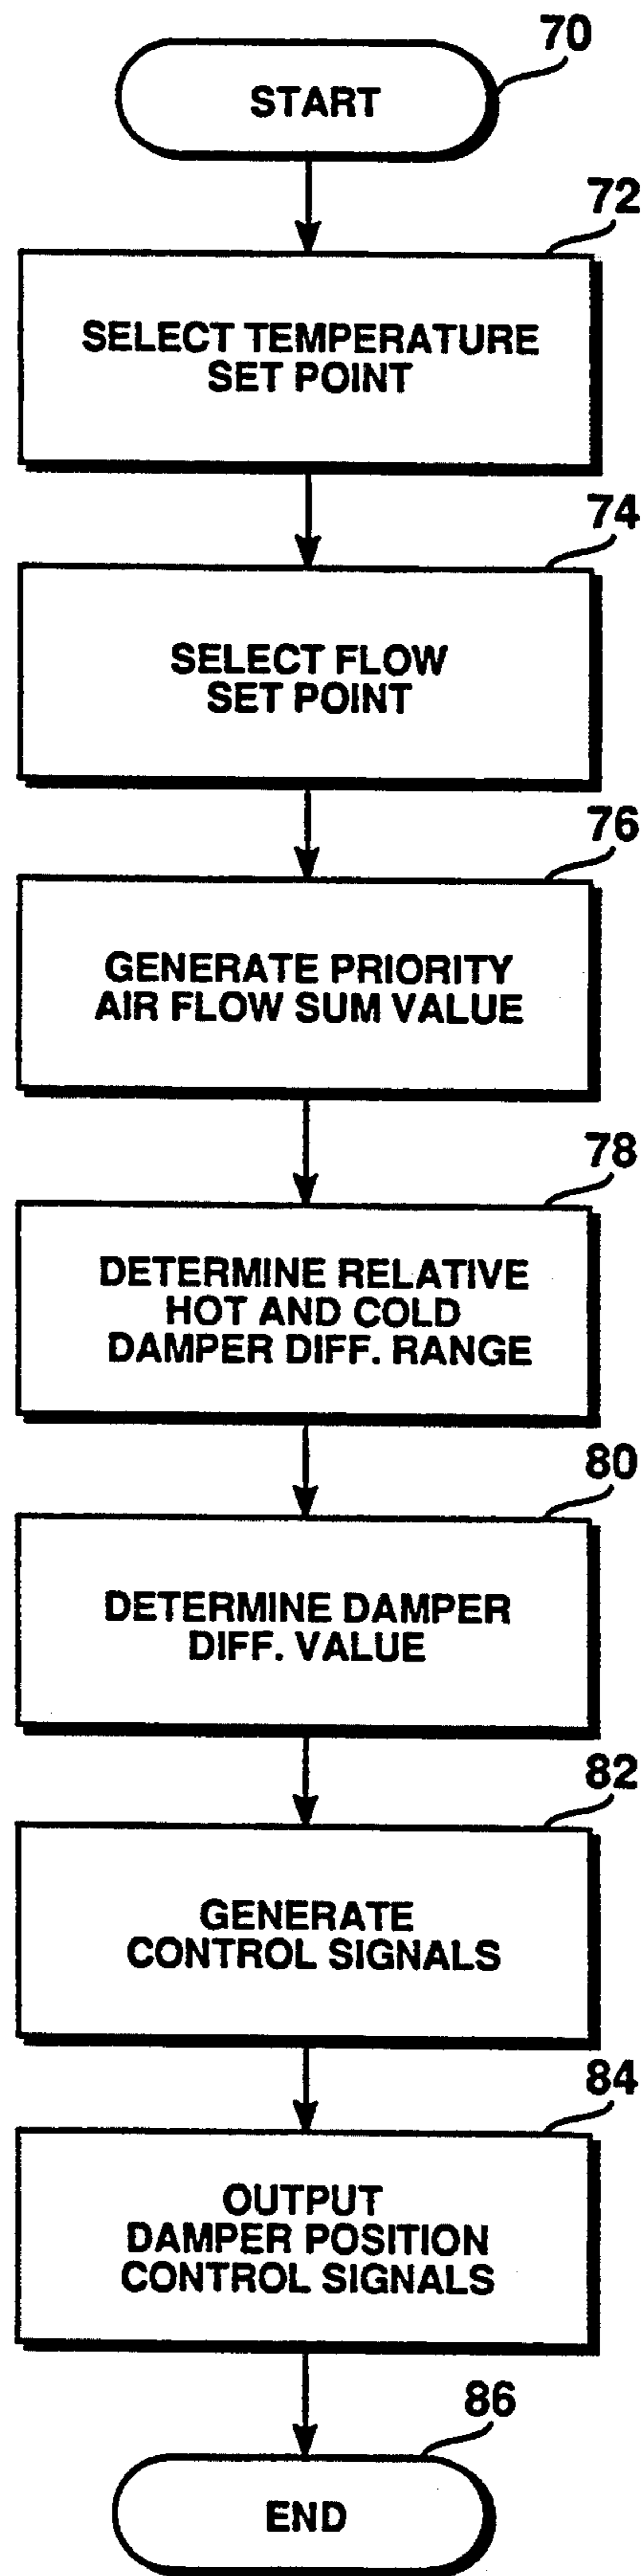 70
START
72
SELECT TEMPERATURE
SET POINT
74
SELECT FLOW
SET POINT
76
GENERATE PRIORITY
AIR FLOW SUM VALUE
78
DETERMINE RELATIVE
HOT AND COLD
DAMPER DIFF. RANGE
80
DETERMINE DAMPER
DIFF. VALUE
82
GENERATE
CONTROL SIGNALS
84
OUTPUT
DAMPER POSITION
CONTROL SIGNALS
86
END